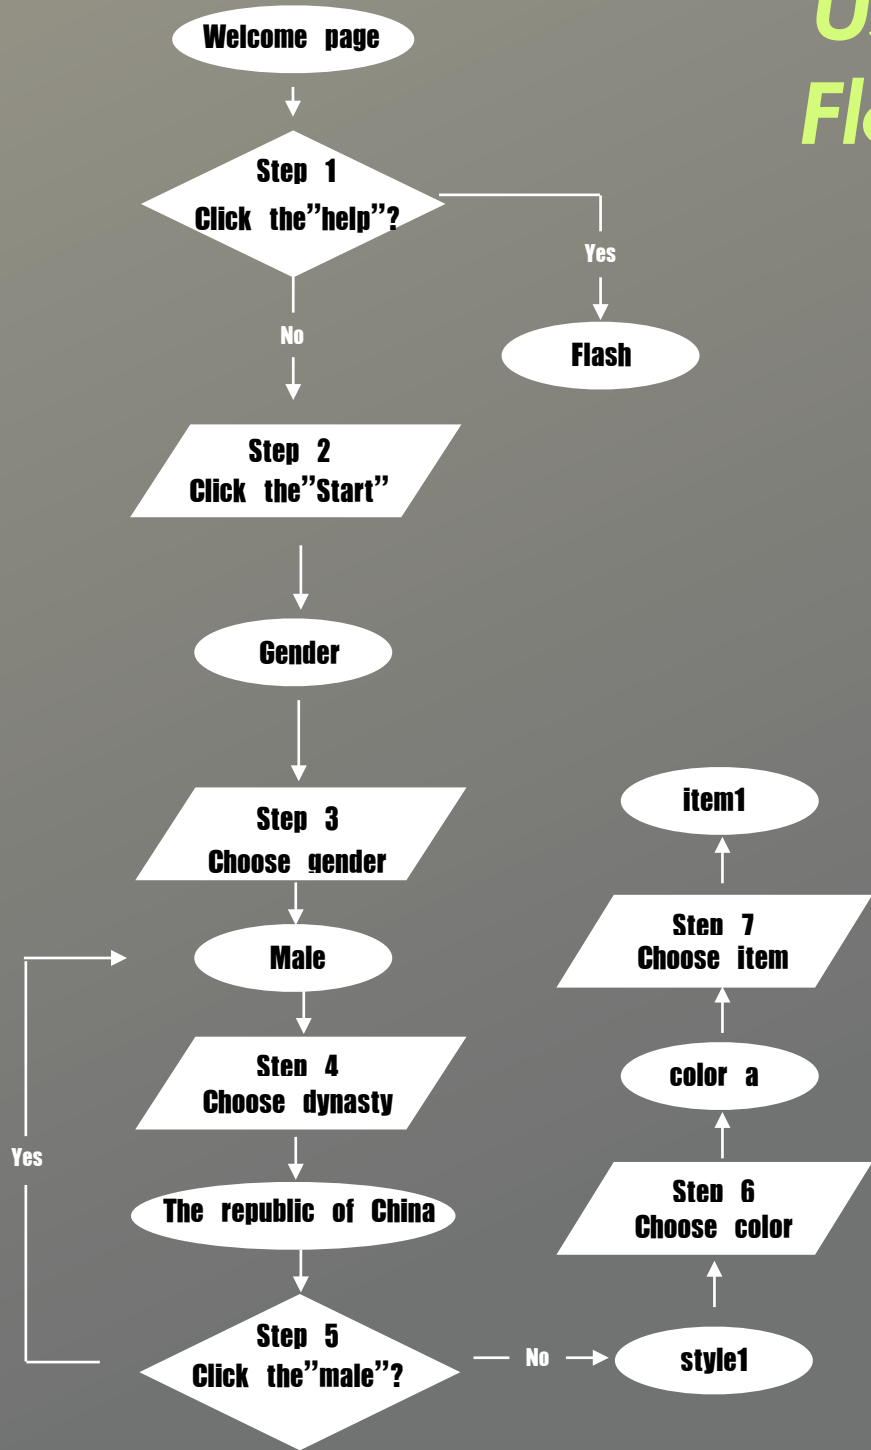 Welcome page
Step 1
Click the”help”?
Yes
Flash
No
Step 2
Click the”Start”
Gender
Step 3
Choose gender
Male
Step 4
Choose dynasty
The republic of China
Yes
Step 5
Click the”male”?
No
style1
Step 6
Choose color
color a
Step 7
Choose item
item1